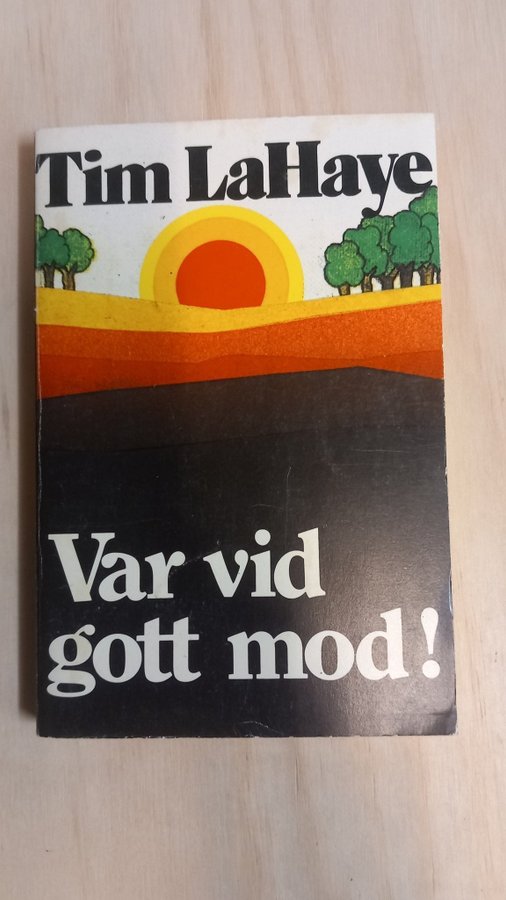 Tim LaHaye
Var vid
gott mod!